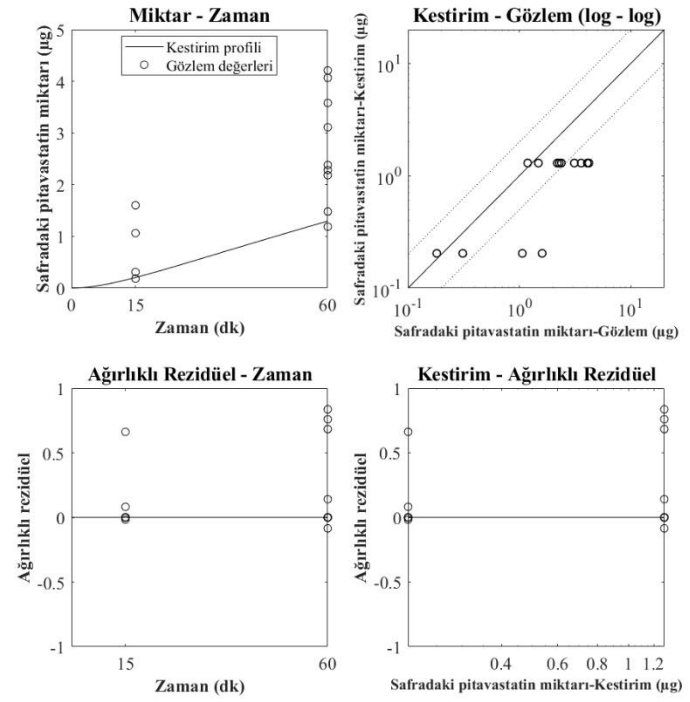 Miktar - Zaman
Safradaki pitavastatin miktarı (µg)
5
4
3
2
1
0
Kestirim profili
Gözlem değerleri
0
15
60
Zaman (dk)
Kestirim - Gözlem (log - log)
Safradaki pitavastatin miktarı-Kestirim (µg)
10¹
10⁰
10⁻¹
10⁻¹
10⁰
10¹
Safradaki pitavastatin miktarı-Gözlem (µg)
Ağırlıklı Rezidüel - Zaman
Ağırlıklı rezidüel
1
0.5
0
-0.5
-1
15
60
Zaman (dk)
Kestirim - Ağırlıklı Rezidüel
Ağırlıklı rezidüel
1
0.5
0
-0.5
-1
0.4
0.6
0.8
1
1.2
Safradaki pitavastatin miktarı-Kestirim (µg)